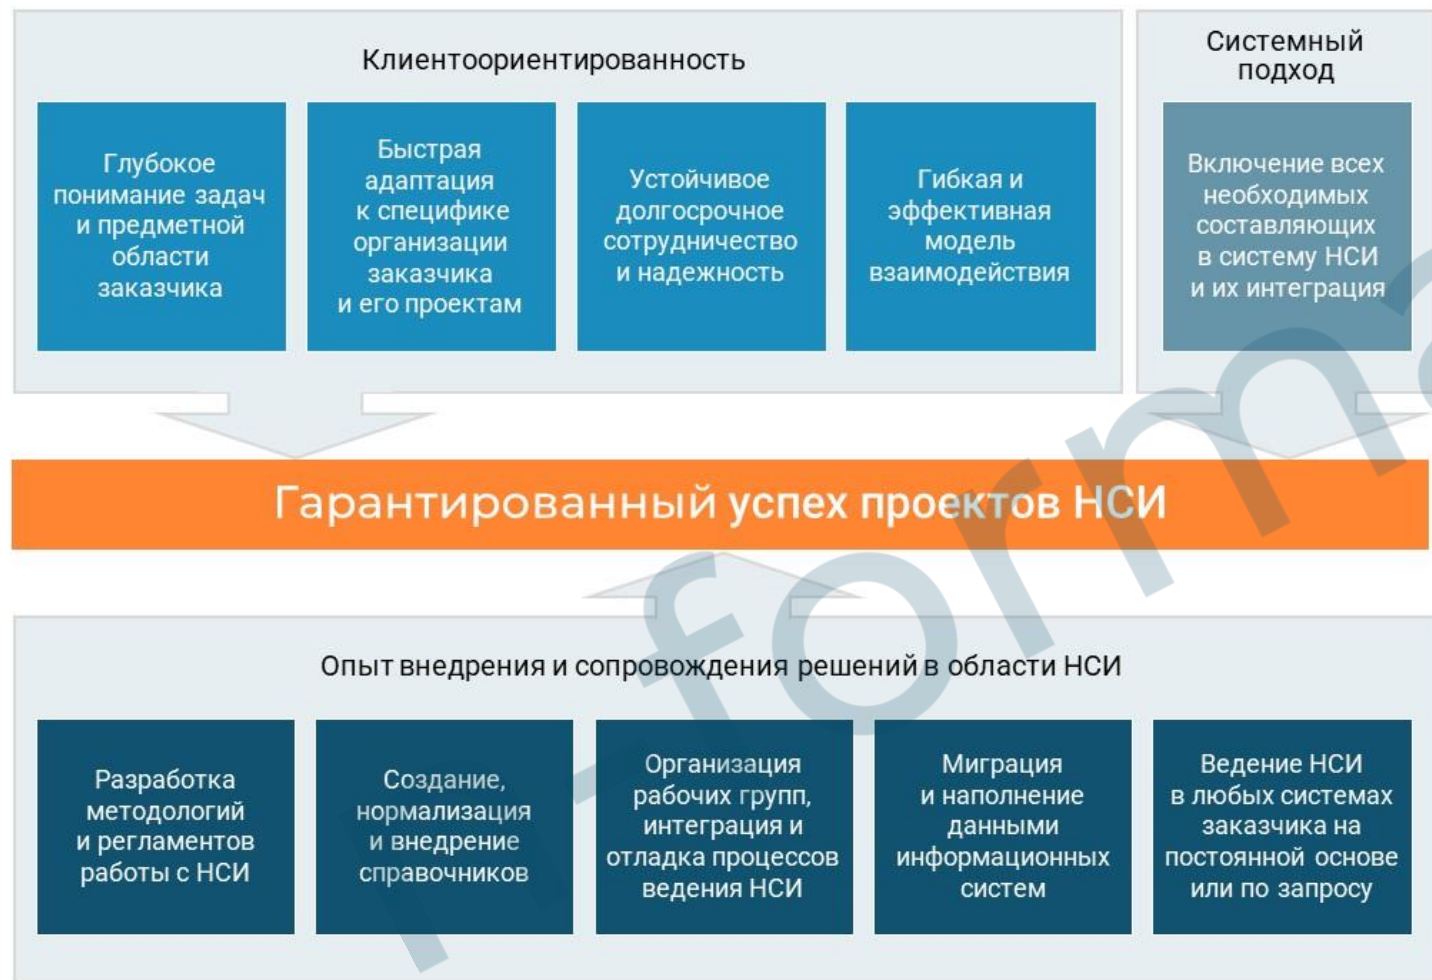 Клиентоориентированность
Глубокое
понимание задач
и предметной
области
заказчика
Быстрая
адаптация
к специфике
организации
заказчика
и его проектам
Устойчивое
долгосрочное
сотрудничество
и надежность
Гибкая и
эффективная
модель
взаимодействия
Системный
подход
Включение всех
необходимых
составляющих
в систему НСИ
и их интеграция
Гарантированный успех проектов НСИ
Опыт внедрения и сопровождения решений в области НСИ
Разработка
методологий
и регламентов
работы с НСИ
Создание,
нормализация
и внедрение
справочников
Организация
рабочих групп,
интеграция и
отладка процессов
ведения НСИ
Миграция
и наполнение
данными
информационных
систем
Ведение НСИ
в любых системах
заказчика на
постоянной основе
или по запросу